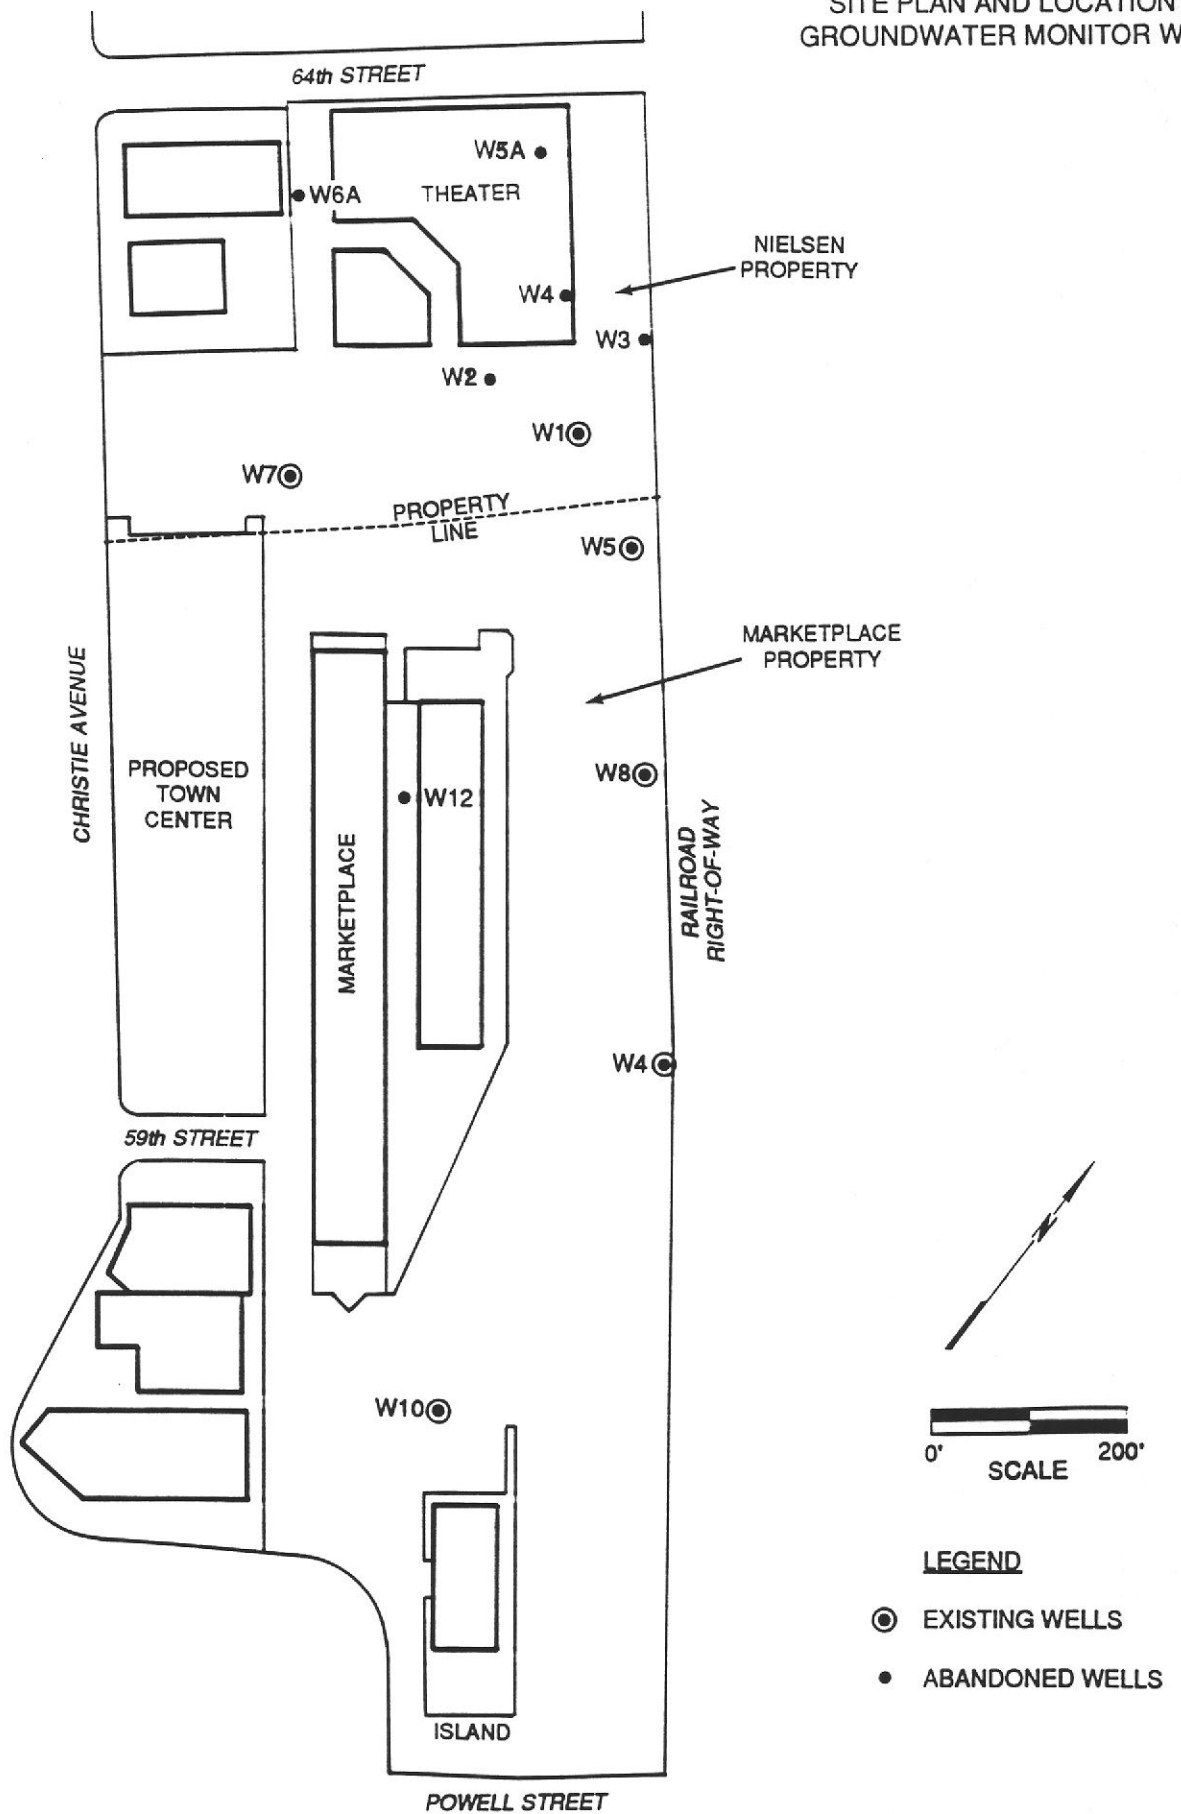 SITE PLAN AND LOCATION
GROUNDWATER MONITOR W
64th STREET
W5A
W6A
THEATER
NIELSEN
PROPERTY
W4
W3
W2
W1
W7
PROPERTY
LINE
W5
MARKETPLACE
PROPERTY
CHRISTIE AVENUE
PROPOSED
TOWN
CENTER
W8
W12
MARKETPLACE
RAILROAD
RIGHT-OF-WAY
W4
59th STREET
N
W10
0' 200'
SCALE
LEGEND
EXISTING WELLS
ABANDONED WELLS
ISLAND
POWELL STREET